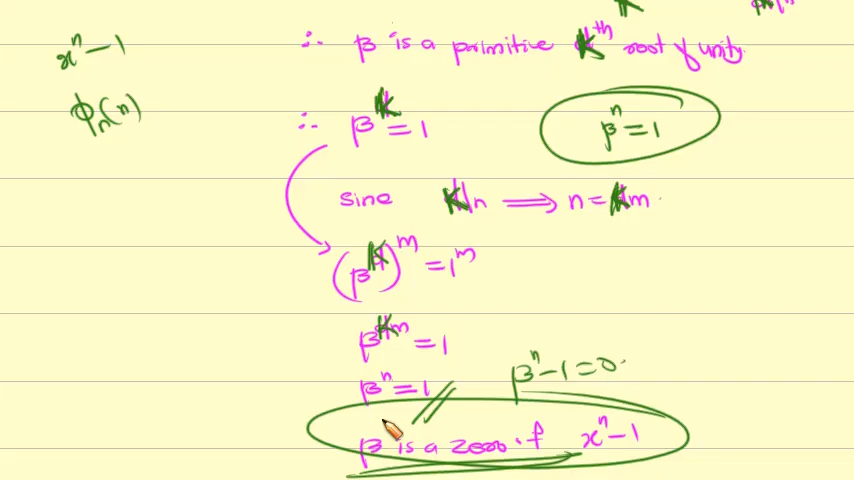 x^n - 1
∴ β is a primitive K^th root of unity
ϕ_n(n)
∴ β^K = 1
β^n = 1
sine K|n ⟹ n = Km.
(β^K)^m = 1^m
β^Km = 1
β^n = 1
β^n - 1 = 0.
β is a zero of x^n - 1